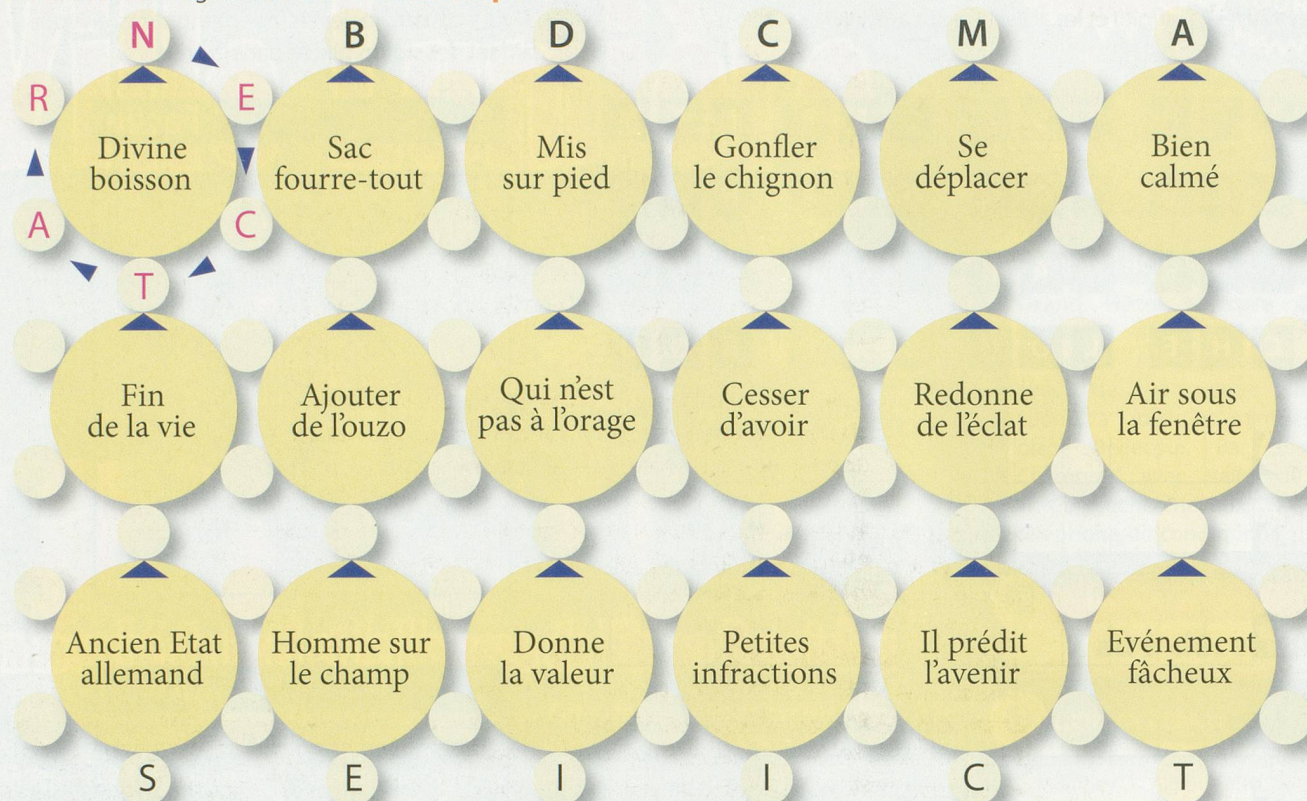 N B D C M A
R E
Divine Sac Mis Gonfler Se Bien
boisson fourre-tout sur pied le chignon déplacer calmé
A C
T
Fin Ajouter Qui n'est Cesser Redonne Air sous
de la vie de l'ouzo pas à l'orage d'avoir de l'éclat la fenêtre
Ancien Etat Homme sur Donne Petites Il prédit Evénement
allemand le champ la valeur infractions l'avenir fâcheux
S E I I C T